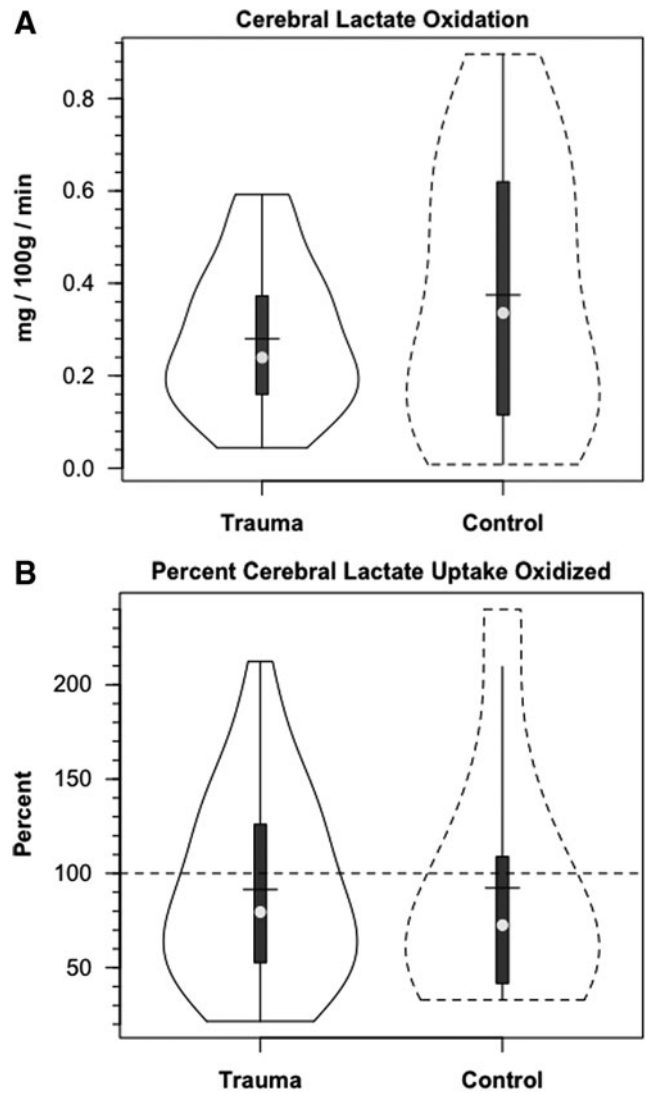 A
Cerebral Lactate Oxidation
mg / 100g / min
0.8
0.6
0.4
0.2
0.0
Trauma Control
B
Percent Cerebral Lactate Uptake Oxidized
Percent
200
150
100
50
Trauma Control